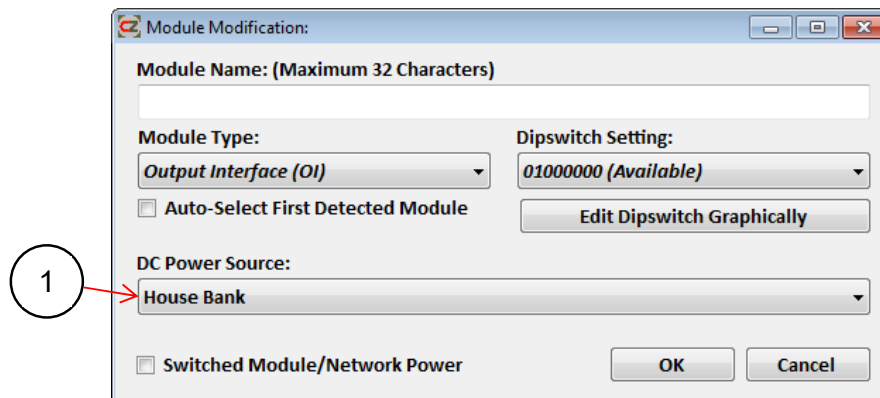 CZ Module Modification:
Module Name: (Maximum 32 Characters)
Module Type: Dipswitch Setting:
Output Interface (OI) 01000000 (Available)
Auto-Select First Detected Module Edit Dipswitch Graphically
DC Power Source:
1
House Bank
Switched Module/Network Power OK Cancel